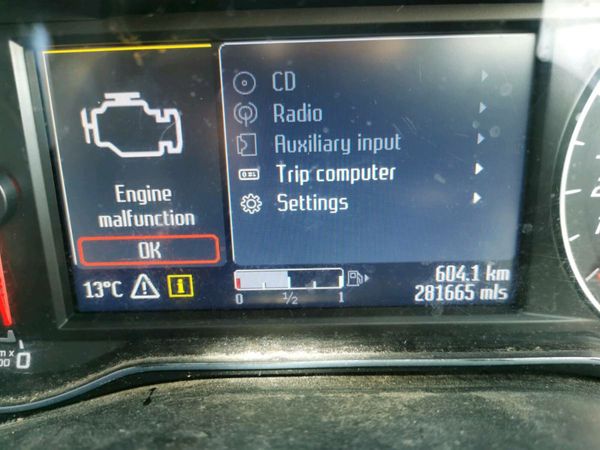 CD
Radio
Auxiliary input
Trip computer
Settings
Engine
malfunction
OK
13°C
i
0 ½ 1
604.1 km
281665 mls
0